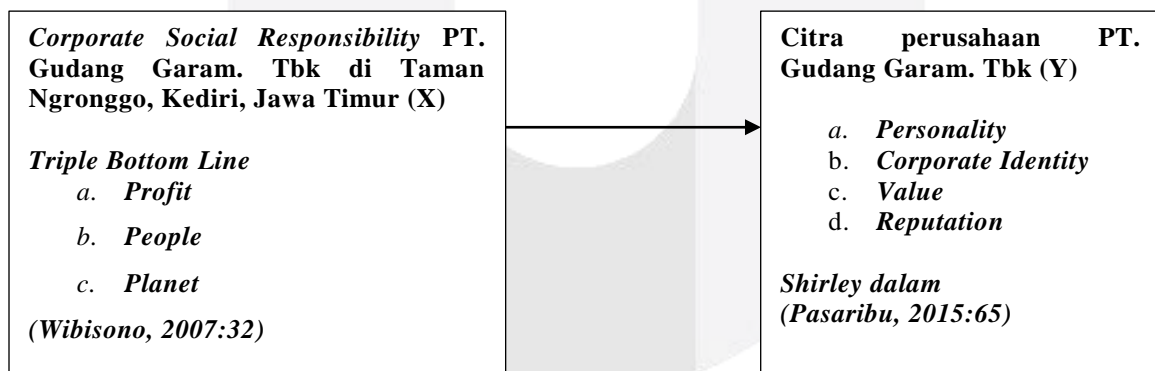 Corporate Social Responsibility PT.
Gudang Garam. Tbk di Taman
Ngronggo, Kediri, Jawa Timur (X)
Triple Bottom Line
a. Profit
b. People
c. Planet
(Wibisono, 2007:32)
Citra perusahaan PT.
Gudang Garam. Tbk (Y)
a. Personality
b. Corporate Identity
c. Value
d. Reputation
Shirley dalam
(Pasaribu, 2015:65)